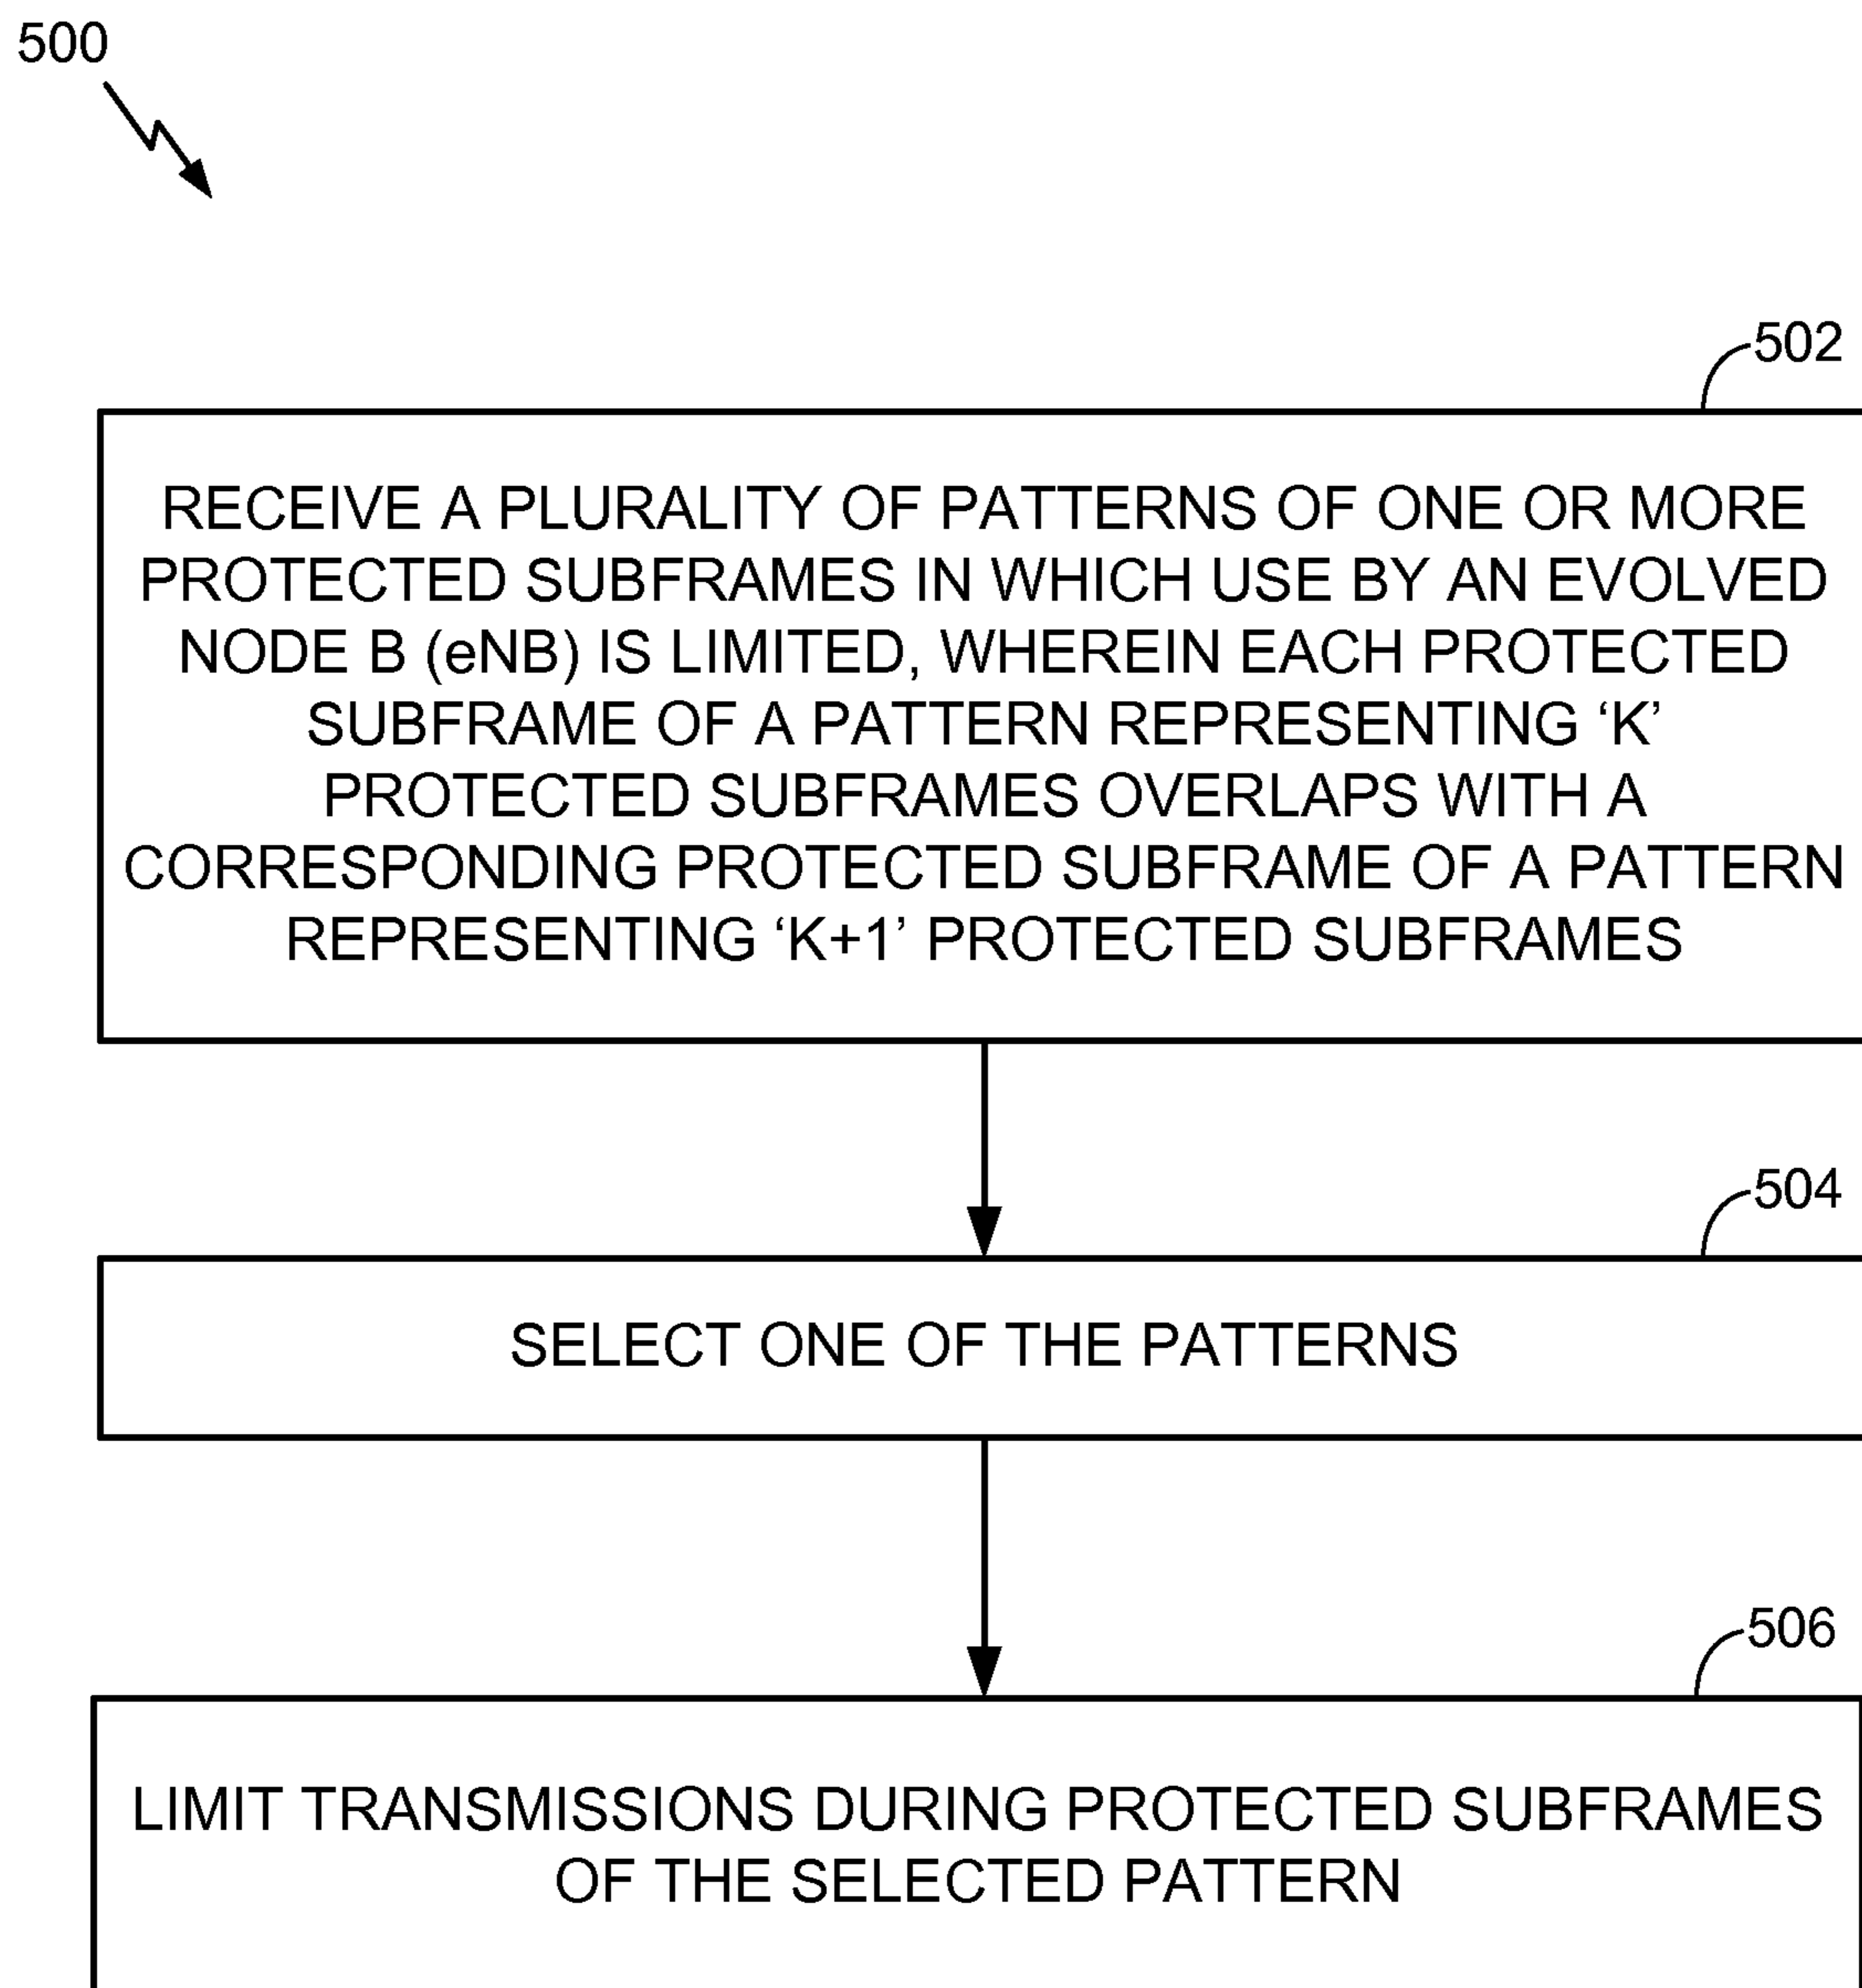 500
502
RECEIVE A PLURALITY OF PATTERNS OF ONE OR MORE
PROTECTED SUBFRAMES IN WHICH USE BY AN EVOLVED
NODE B (eNB) IS LIMITED, WHEREIN EACH PROTECTED
SUBFRAME OF A PATTERN REPRESENTING ‘K’
PROTECTED SUBFRAMES OVERLAPS WITH A
CORRESPONDING PROTECTED SUBFRAME OF A PATTERN
REPRESENTING ‘K+1’ PROTECTED SUBFRAMES
504
SELECT ONE OF THE PATTERNS
506
LIMIT TRANSMISSIONS DURING PROTECTED SUBFRAMES
OF THE SELECTED PATTERN